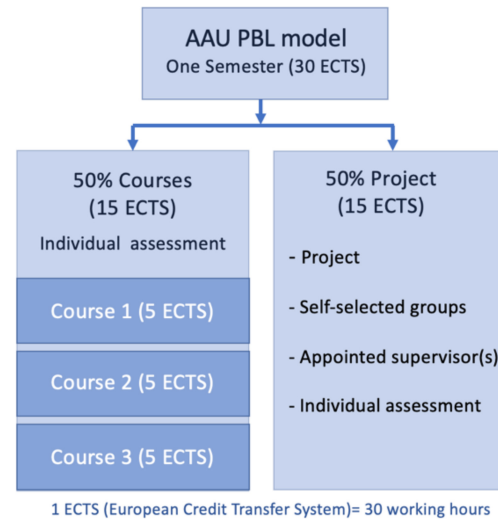 AAU PBL model
One Semester (30 ECTS)
50% Courses
(15 ECTS)
Individual assessment
Course 1 (5 ECTS)
Course 2 (5 ECTS)
Course 3 (5 ECTS)
50% Project
(15 ECTS)
- Project
- Self-selected groups
- Appointed supervisor(s)
- Individual assessment
1 ECTS (European Credit Transfer System)= 30 working hours